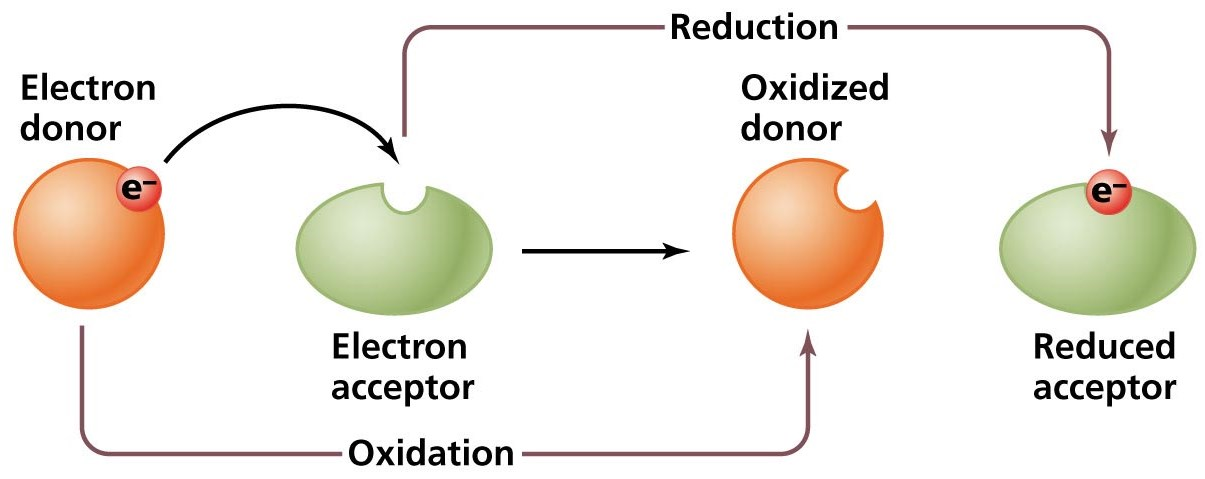 Reduction
Electron
donor
Oxidized
donor
e–
e–
Electron
acceptor
Reduced
acceptor
Oxidation